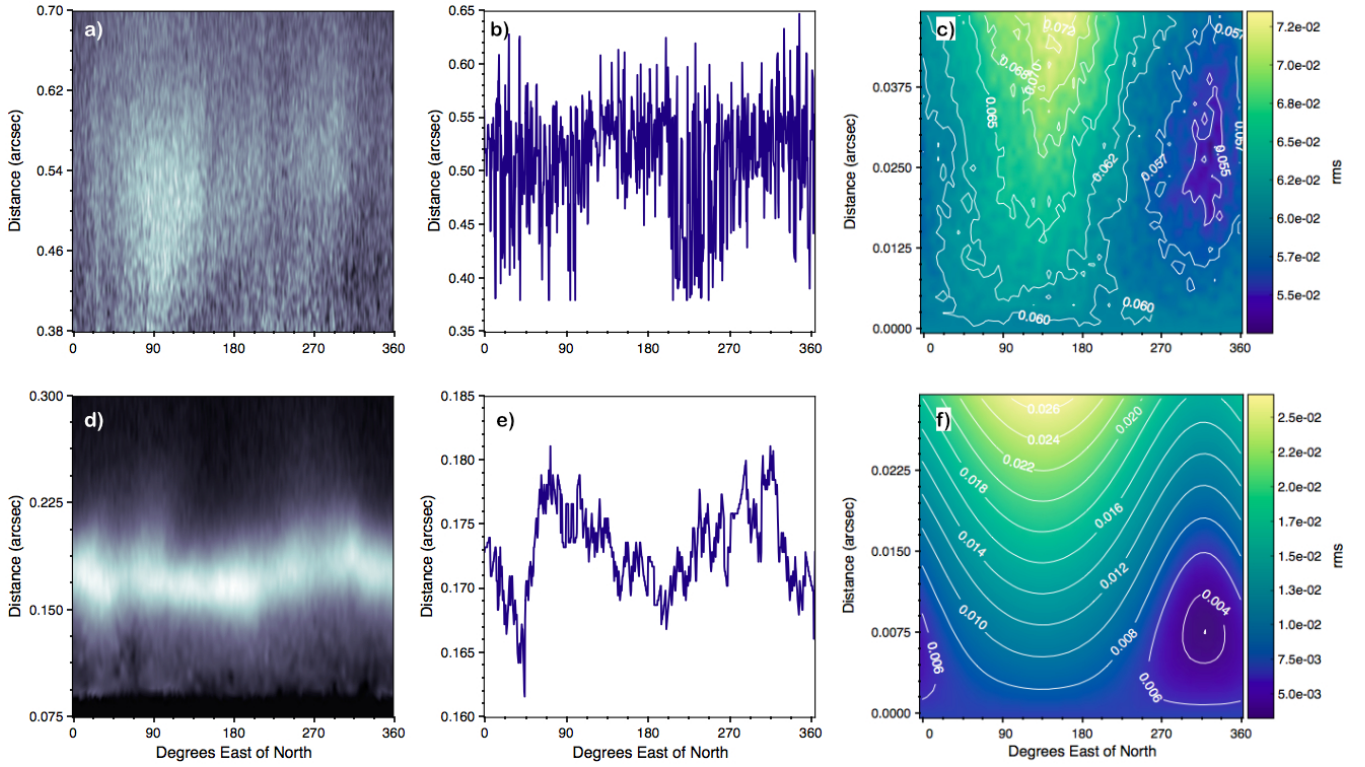 a)
Distance (arcsec)
0.70
0.62
0.54
0.46
0.38
0 90 180 270 360
b)
Distance (arcsec)
0.65
0.60
0.55
0.50
0.45
0.40
0.35
0 90 180 270 360
c)
Distance (arcsec)
0.0375
0.0250
0.0125
0.0000
0 90 180 270 360
0.072
0.057
0.068
0.070
0.065
0.062
0.057
0.057
0.055
0.060
0.060
7.2e-02
7.0e-02
6.8e-02
6.5e-02
6.2e-02
6.0e-02
5.7e-02
5.5e-02
rms
d)
Distance (arcsec)
0.300
0.225
0.150
0.075
0 90 180 270 360
Degrees East of North
e)
Distance (arcsec)
0.185
0.180
0.175
0.170
0.165
0.160
0 90 180 270 360
Degrees East of North
f)
Distance (arcsec)
0.0225
0.0150
0.0075
0.0000
0 90 180 270 360
Degrees East of North
0.026
0.020
0.024
0.022
0.018
0.016
0.014
0.012
0.010
0.008
0.004
0.006
0.006
2.5e-02
2.2e-02
2.0e-02
1.7e-02
1.5e-02
1.2e-02
1.0e-02
7.5e-03
5.0e-03
rms